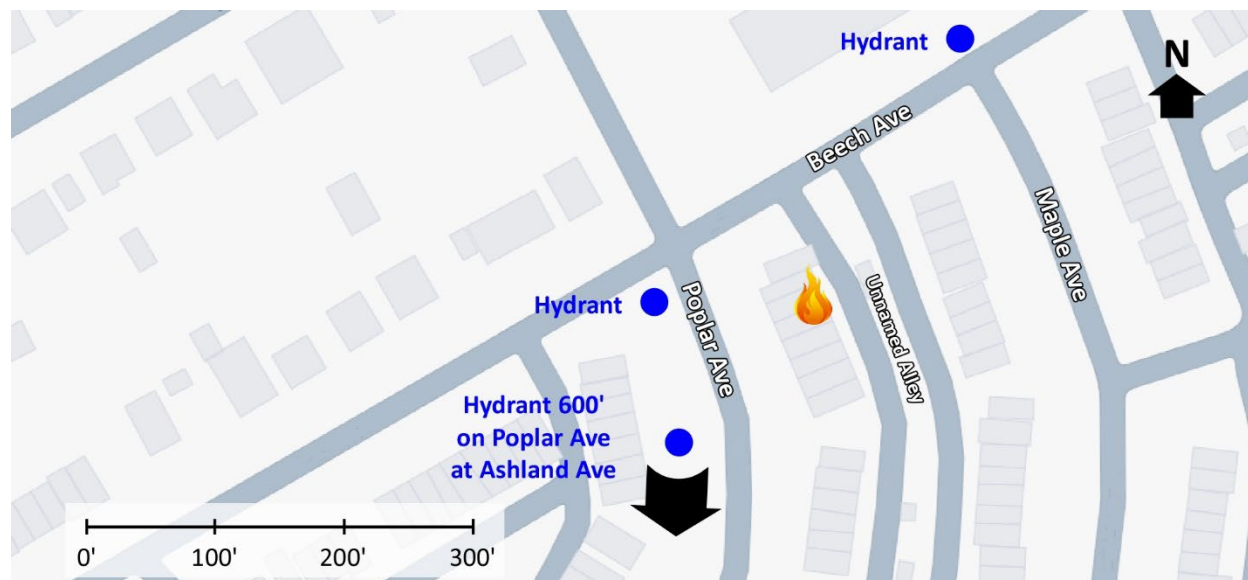 Hydrant
N
Beech Ave
Maple Ave
Hydrant
Poplar Ave
Unnamed Alley
Hydrant 600'
on Poplar Ave
at Ashland Ave
0'
100'
200'
300'